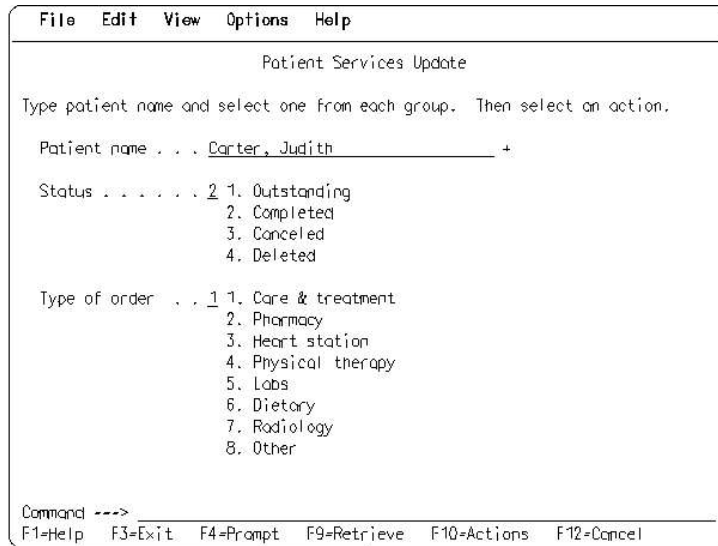 File Edit View Options Help
Patient Services Update
Type patient name and select one from each group. Then select an action.
Patient name . . . Carter, Judith +
Status . . . . . . 2 1. Outstanding
2. Completed
3. Canceled
4. Deleted
Type of order . . 1 1. Care & treatment
2. Pharmacy
3. Heart station
4. Physical therapy
5. Labs
6. Dietary
7. Radiology
8. Other
Command --->
F1=Help F3=Exit F4=Prompt F9=Retrieve F10=Actions F12=Cancel